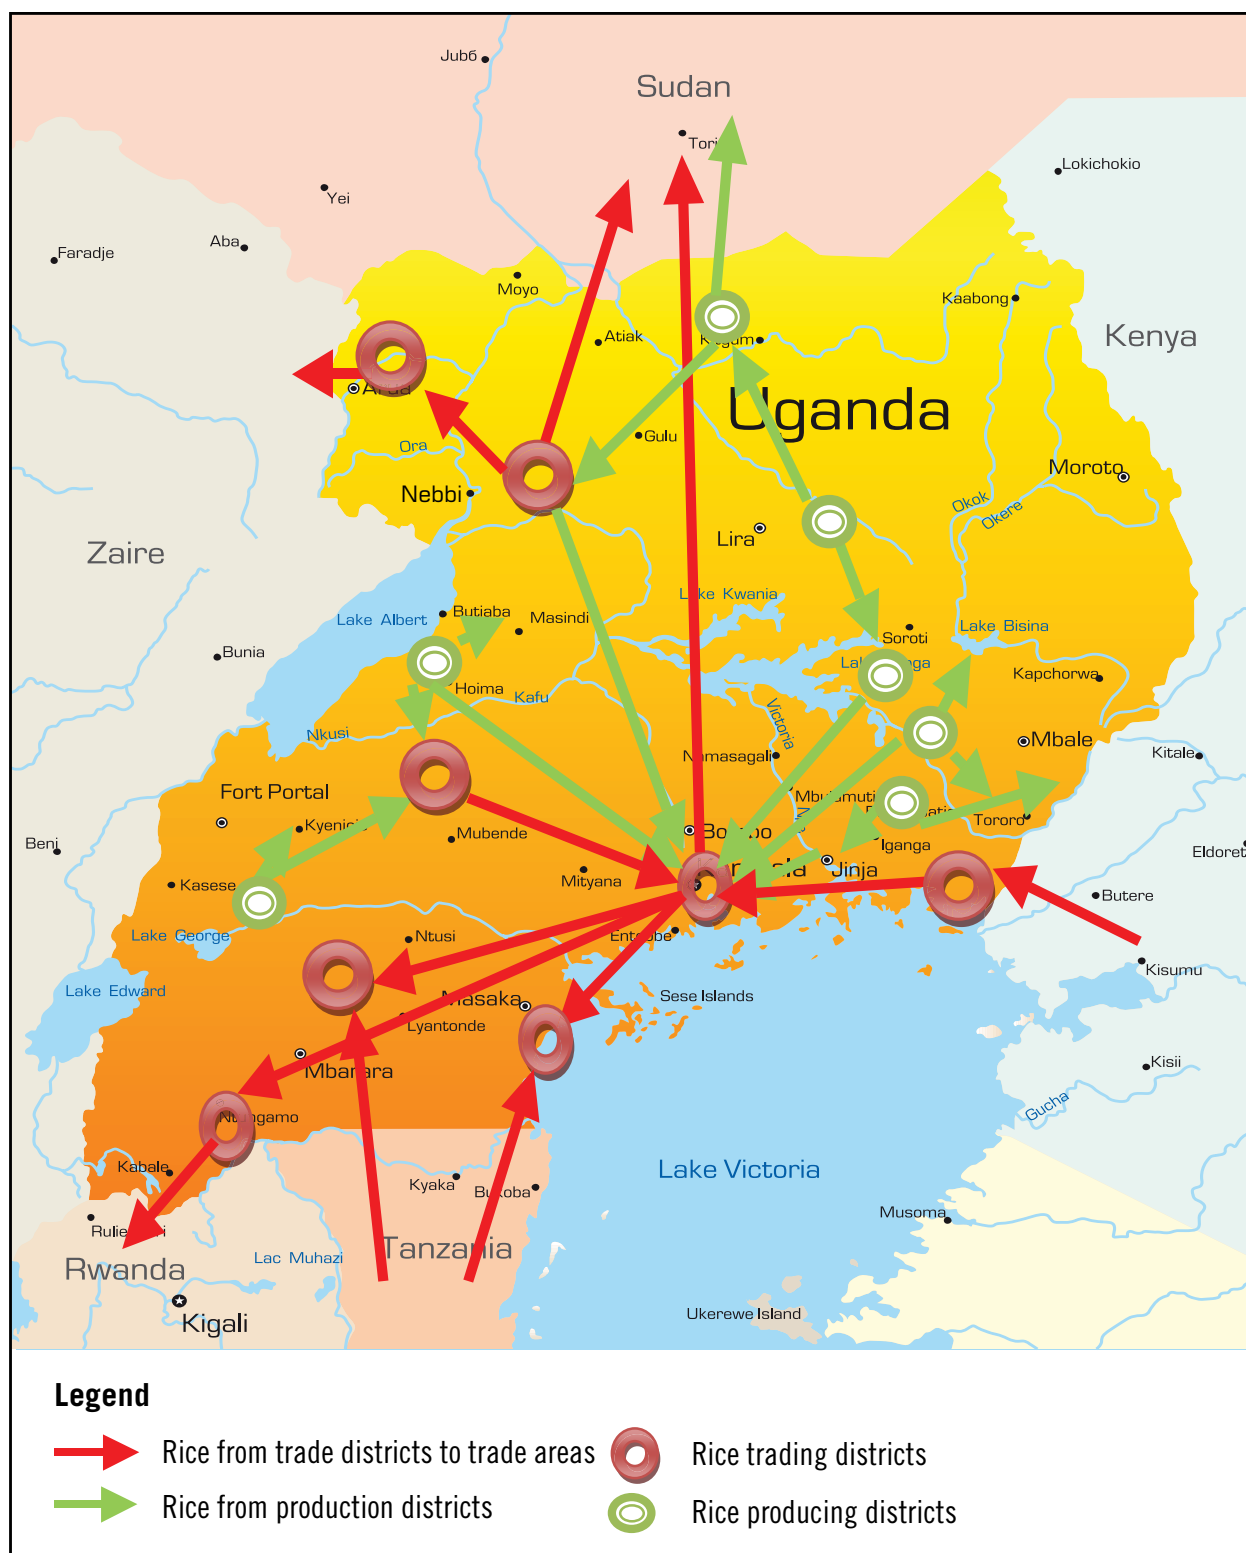 Jubб
Sudan
Lokichokio
Yei
Aba
Faradje
Moyo
Kaabong
Kenya
Atiak
Uganda
Ora
Gulu
Moroto
Nebbi
Okok
Okere
Lira
Zaire
Lake Kwania
Lake Albert
Butiaba
Masindi
Soroti
Lake Bisina
Bunia
Kapchorwa
Hoima
Kafu
Victoria
Nkusi
Mbale
Kitale
Namasagali
Fort Portal
Tororo
Mubende
Iganga
Beni
Eldoret
Mityana
Jinja
Kasese
Butere
Lake George
Ntusi
Kisumu
Lake Edward
Sese Islands
Masaka
Lyantonde
Mbarara
Kisii
Gucha
Kabale
Kyaka
Lake Victoria
Musoma
Lac Muhazi
Tanzania
Rwanda
Ukerewe Island
Kigali
Legend
Rice from trade districts to trade areas
Rice trading districts
Rice from production districts
Rice producing districts